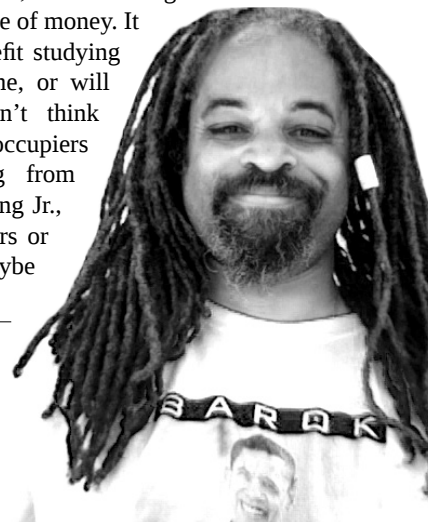 e of money. It
efit studying
ne, or will
n’t think
occupiers
g from
ng Jr.,
rs or
ybe
BAROK